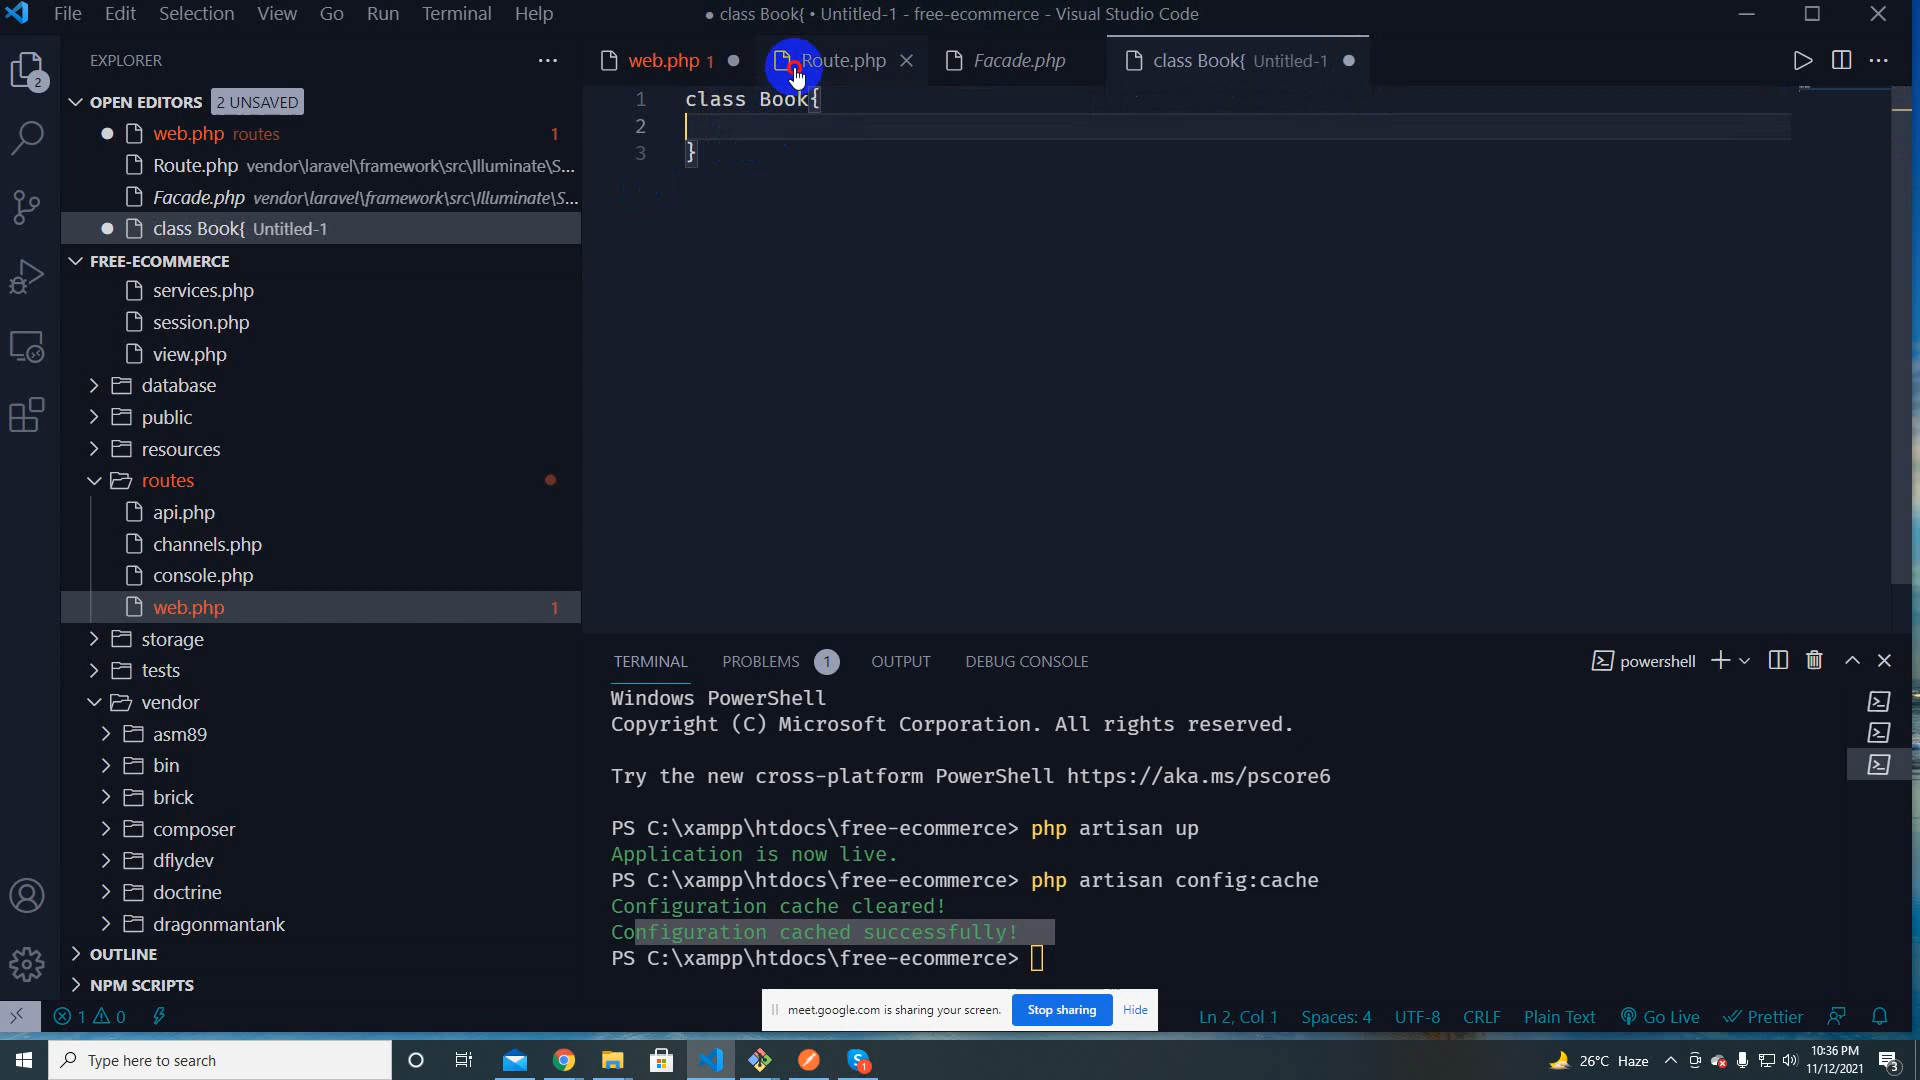 File Edit Selection View Go Run Terminal Help
● class Book{ • Untitled-1 - free-ecommerce - Visual Studio Code
EXPLORER
2
OPEN EDITORS 2 UNSAVED
web.php routes 1
Route.php vendor\laravel\framework\src\Illuminate\S...
Facade.php vendor\laravel\framework\src\Illuminate\S...
class Book{ Untitled-1
FREE-ECOMMERCE
services.php
session.php
view.php
database
public
resources
routes
api.php
channels.php
console.php
web.php 1
storage
tests
vendor
asm89
bin
brick
composer
dflydev
doctrine
dragonmantank
OUTLINE
NPM SCRIPTS
web.php 1
Route.php
Facade.php
class Book{ Untitled-1
1 class Book{
2
3 }
TERMINAL PROBLEMS 1 OUTPUT DEBUG CONSOLE
powershell
Windows PowerShell
Copyright (C) Microsoft Corporation. All rights reserved.
Try the new cross-platform PowerShell https://aka.ms/pscore6
PS C:\xampp\htdocs\free-ecommerce> php artisan up
Application is now live.
PS C:\xampp\htdocs\free-ecommerce> php artisan config:cache
Configuration cache cleared!
Configuration cached successfully!
PS C:\xampp\htdocs\free-ecommerce>
meet.google.com is sharing your screen. Stop sharing Hide
1 0
Ln 2, Col 1 Spaces: 4 UTF-8 CRLF Plain Text Go Live Prettier
Type here to search
1
26°C Haze
10:36 PM
11/12/2021
3